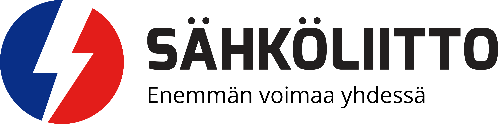 SÄHKÖLIITTO
Enemmän voimaa yhdessä